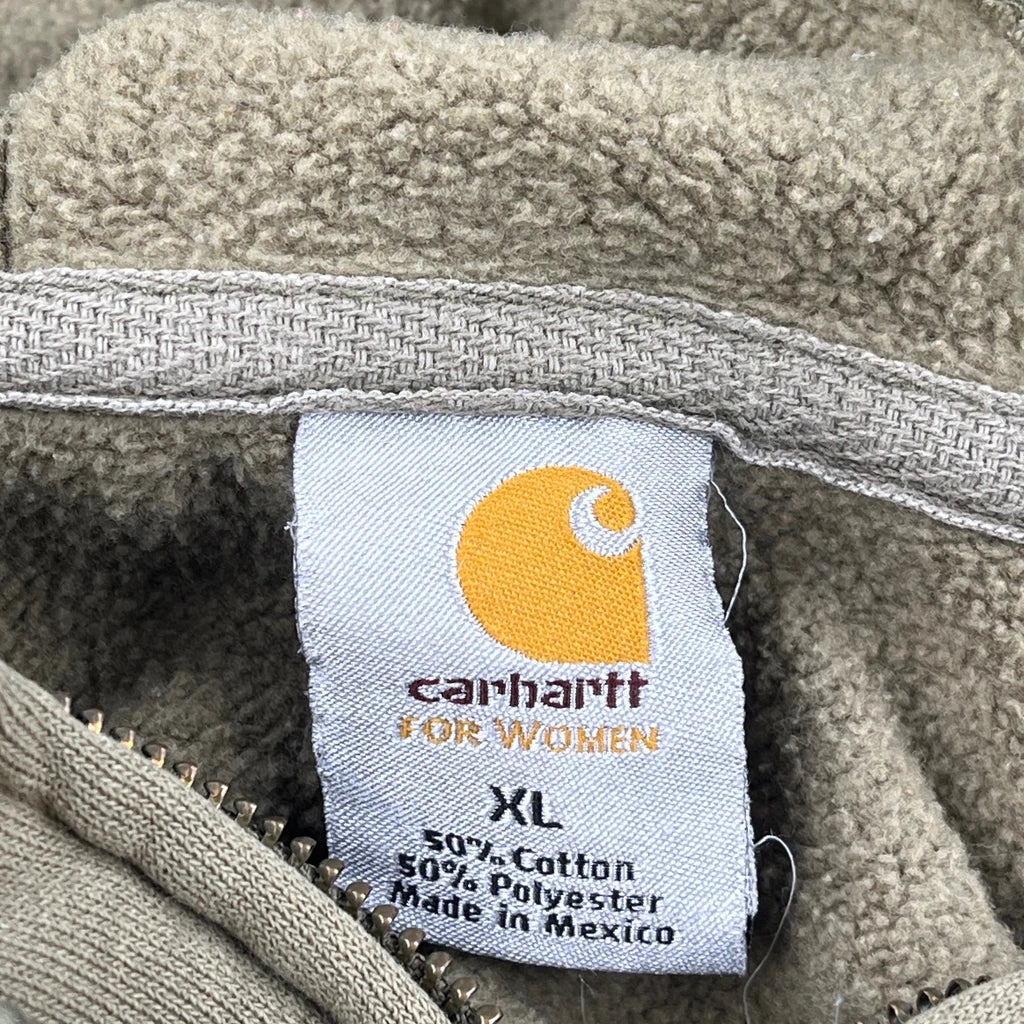 carhartt
FOR WOMEN
XL
50% Cotton
50% Polyester
Made in Mexico